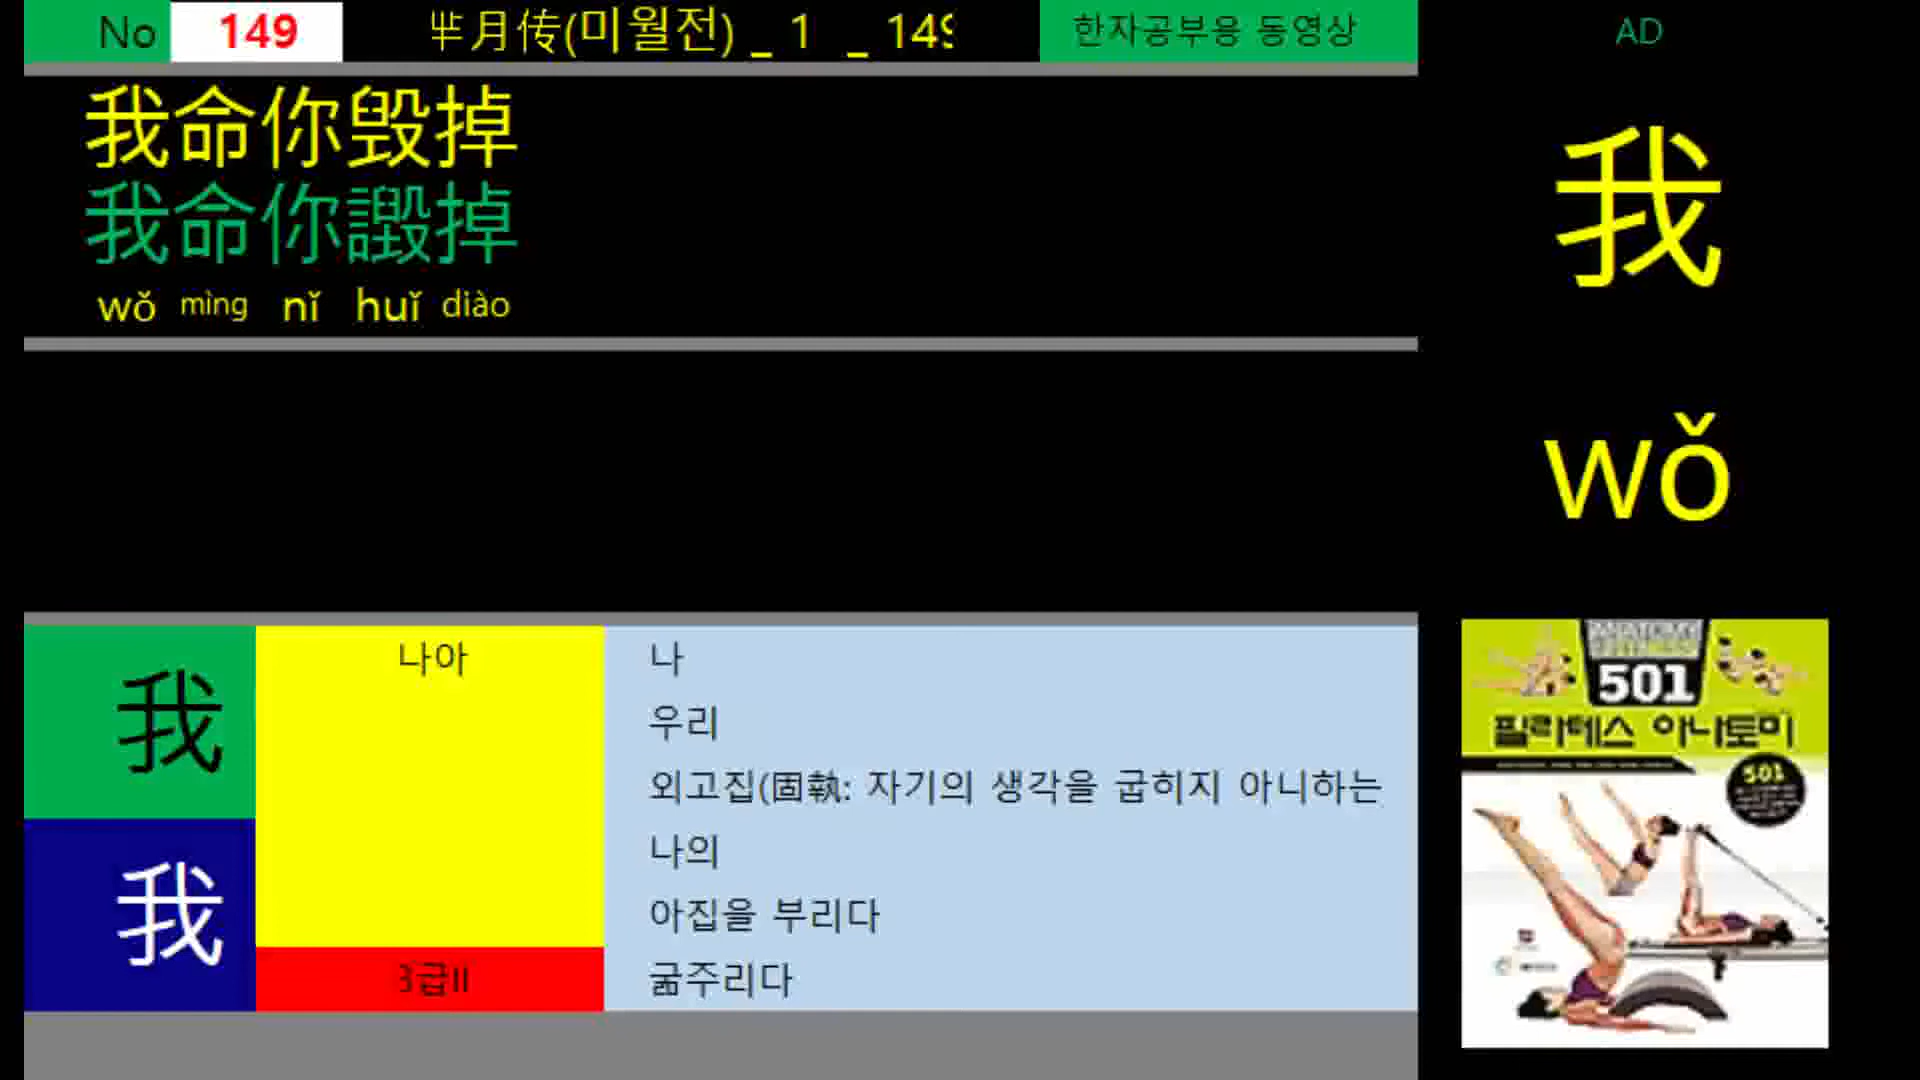 No 149 芈月传(미월전) _ 1 _ 149 한자공부용 동영상 AD
我命你毁掉
我命你譭掉
wǒ mìng nǐ huǐ diào
我
wǒ
我 나아 나
우리
외고집(固執: 자기의 생각을 굽히지 아니하는
나의
我 아집을 부리다
3급II 굶주리다
501
필라테스 아나토미
501